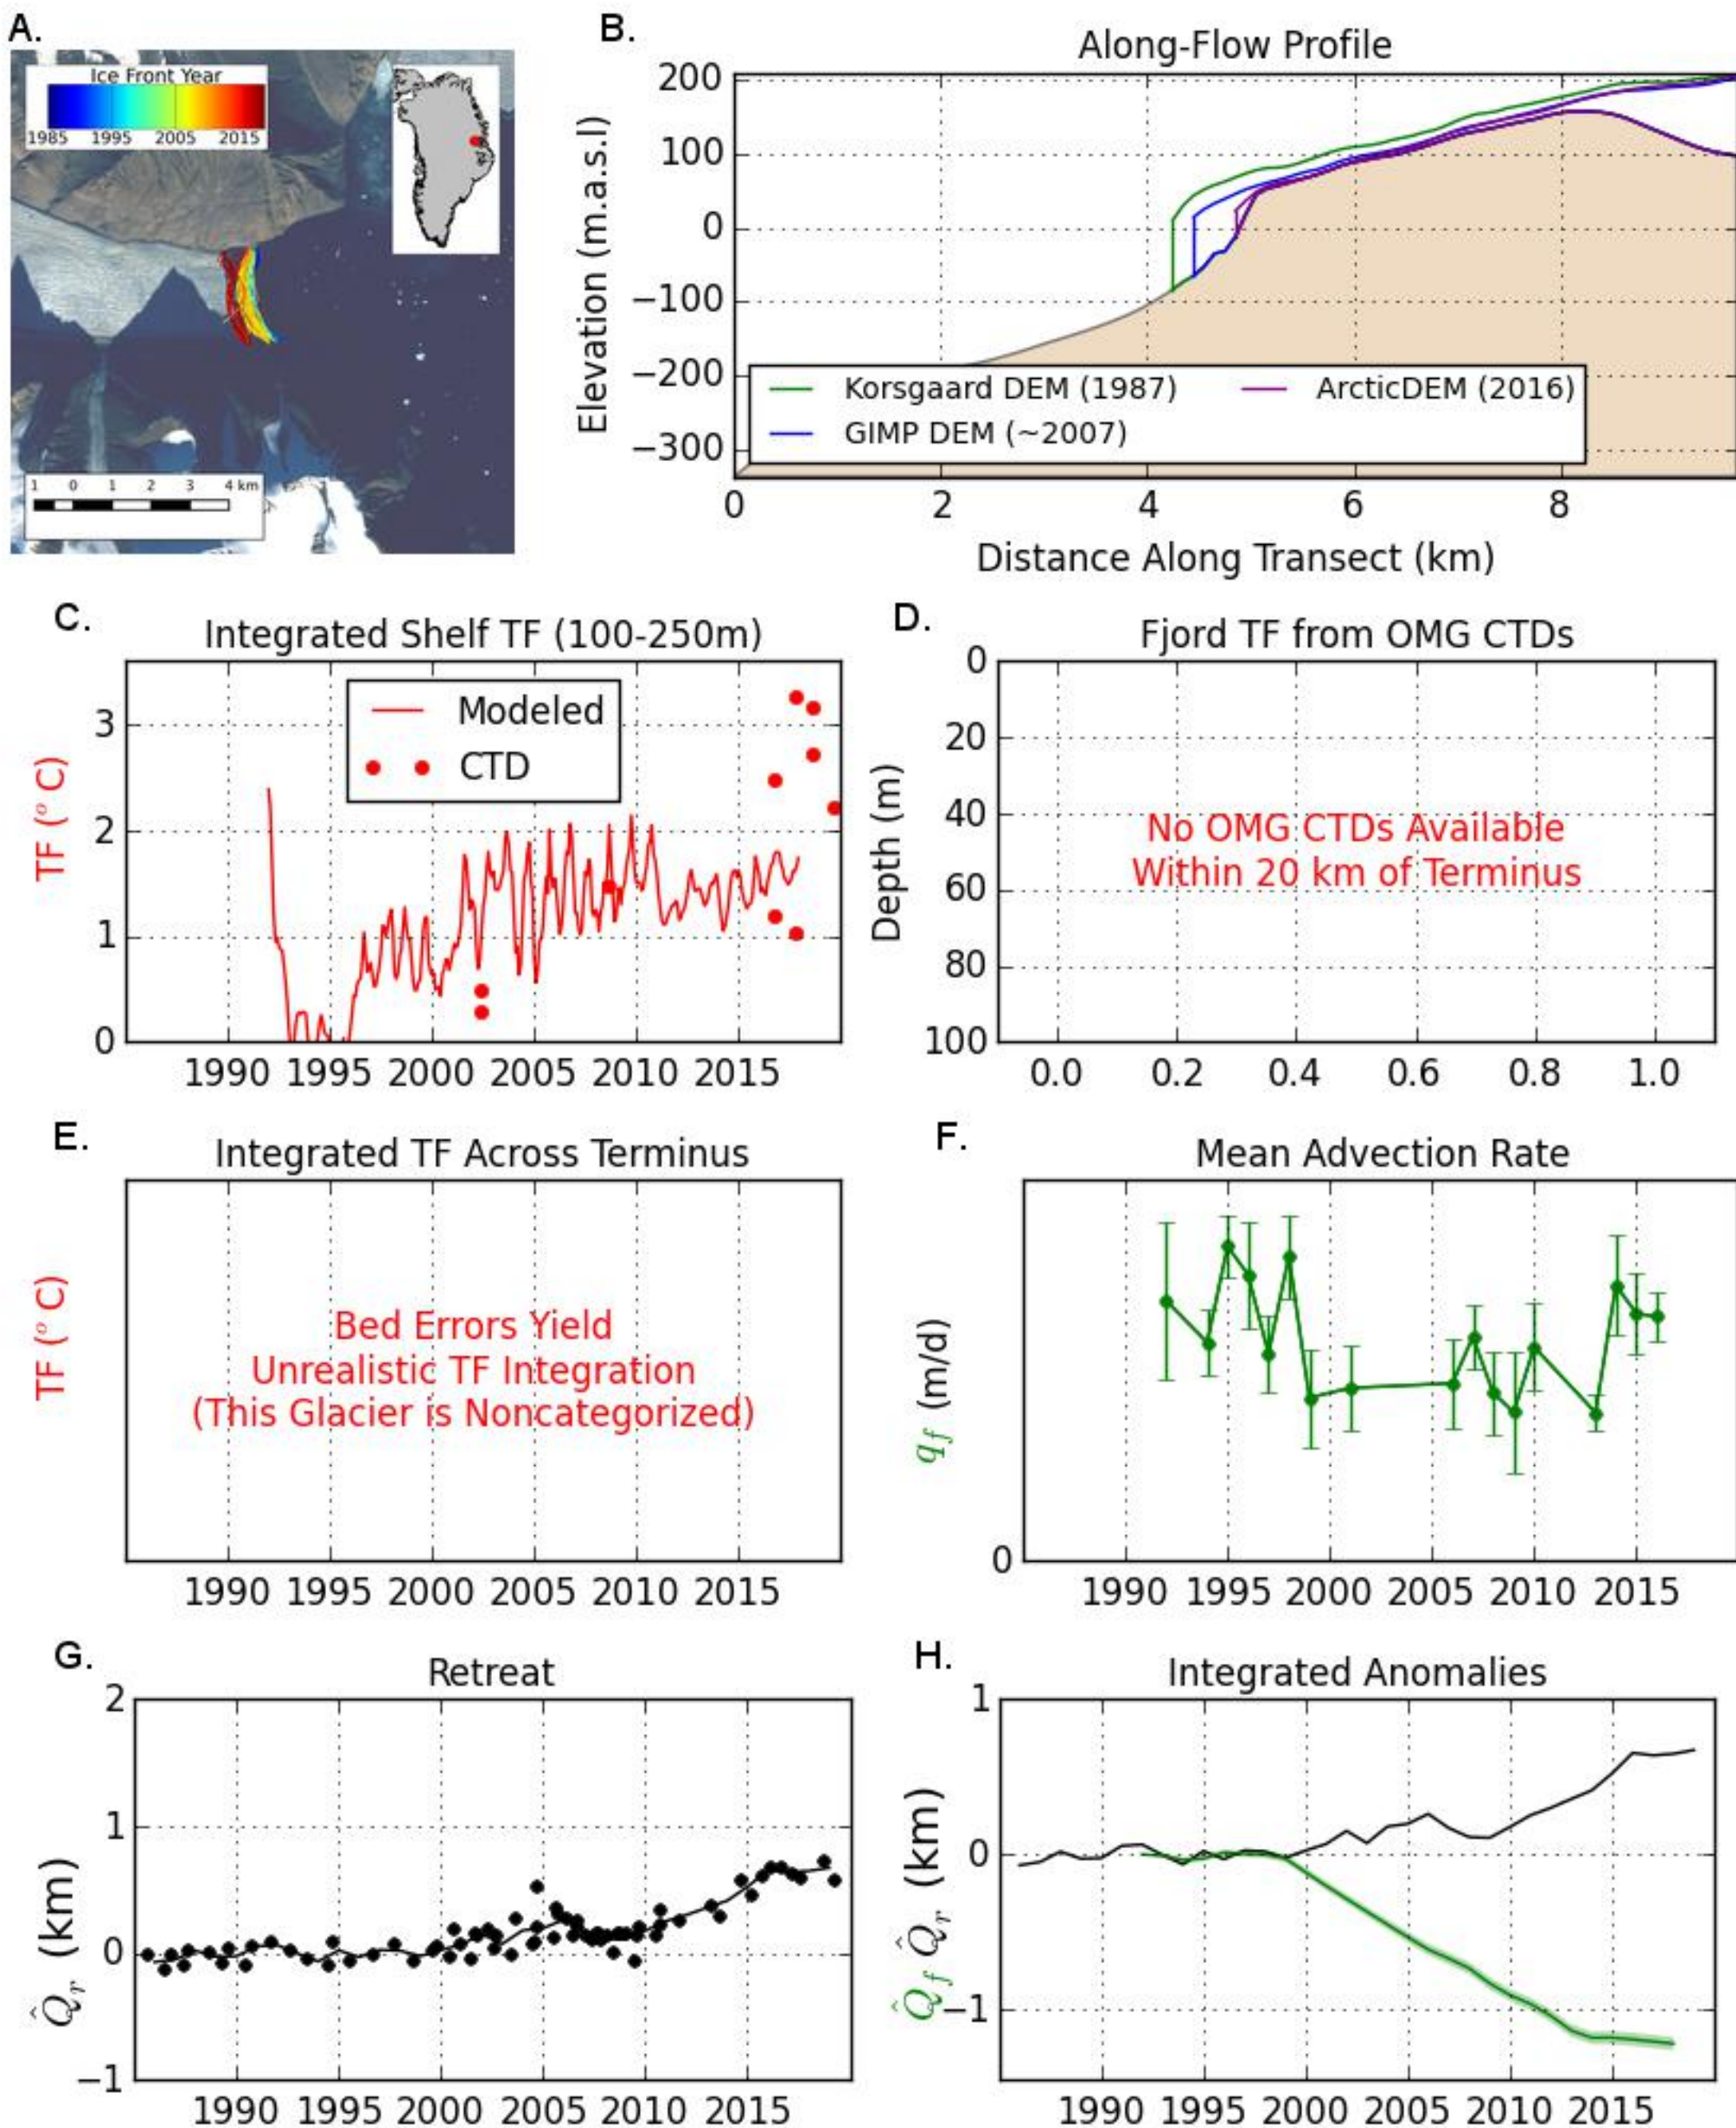 A.
Ice Front Year
1985 1995 2005 2015
1 0 1 2 3 4 km
B.
Along-Flow Profile
Elevation (m.a.s.l)
200
100
0
−100
−200
−300
Korsgaard DEM (1987)
ArcticDEM (2016)
GIMP DEM (~2007)
0 2 4 6 8
Distance Along Transect (km)
C.
Integrated Shelf TF (100-250m)
TF (° C)
3
2
1
0
Modeled
CTD
1990 1995 2000 2005 2010 2015
D.
Fjord TF from OMG CTDs
Depth (m)
0
20
40
60
80
100
No OMG CTDs Available
Within 20 km of Terminus
0.0 0.2 0.4 0.6 0.8 1.0
E.
Integrated TF Across Terminus
TF (° C)
Bed Errors Yield
Unrealistic TF Integration
(This Glacier is Noncategorized)
1990 1995 2000 2005 2010 2015
F.
Mean Advection Rate
q_f (m/d)
0
1990 1995 2000 2005 2010 2015
G.
Retreat
Q̂_r (km)
2
1
0
−1
1990 1995 2000 2005 2010 2015
H.
Integrated Anomalies
Q̂_f Q̂_r (km)
1
0
−1
1990 1995 2000 2005 2010 2015